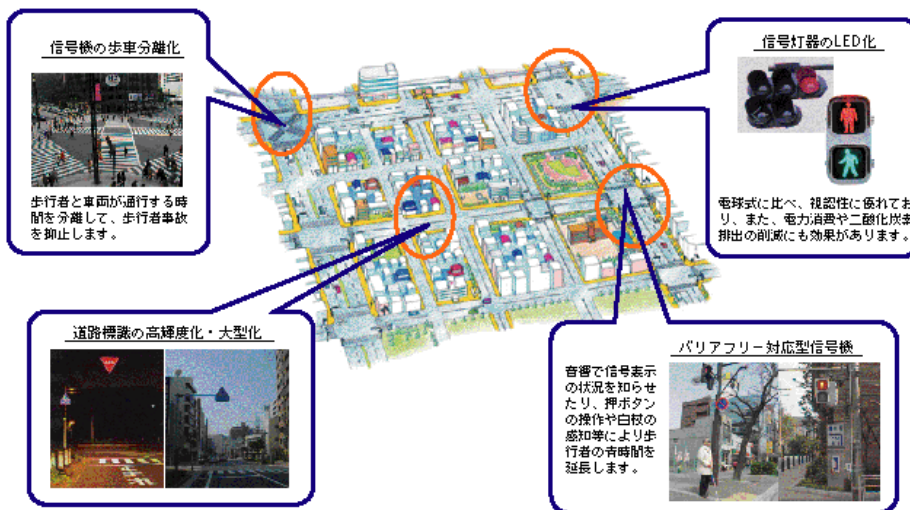 信号機の歩車分離化
歩行者と車両が通行する時
間を分離して、歩行者事故
を抑止します。
信号灯器のLED化
電球式に比べ、視認性に優れてお
り、また、電力消費や二酸化炭素
排出の削減にも効果があります。
道路標識の高輝度化・大型化
バリアフリー対応型信号機
音響で信号表示
の状況を知らせ
たり、押ボタン
の操作や白杖の
感知等により歩
行者の青時間を
延長します。